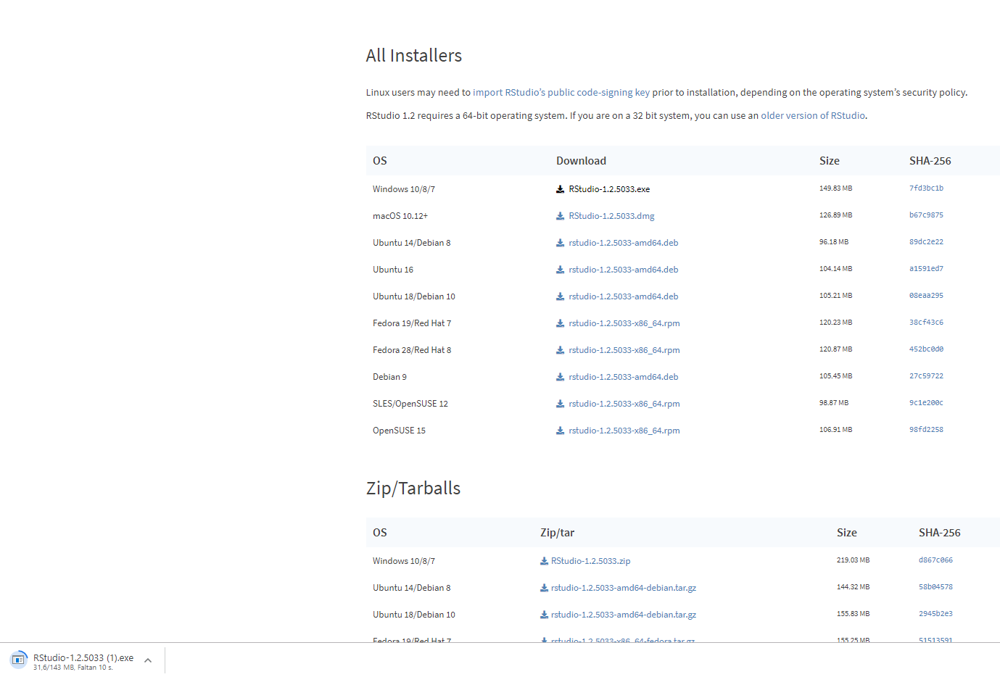 All Installers
Linux users may need to import RStudio’s public code-signing key prior to installation, depending on the operating system’s security policy.
RStudio 1.2 requires a 64-bit operating system. If you are on a 32 bit system, you can use an older version of RStudio.
OS Download Size SHA-256
Windows 10/8/7 RStudio-1.2.5033.exe 149.83 MB 7fd3bc1b
macOS 10.12+ RStudio-1.2.5033.dmg 126.89 MB b67c9875
Ubuntu 14/Debian 8 rstudio-1.2.5033-amd64.deb 96.18 MB 89dc2e22
Ubuntu 16 rstudio-1.2.5033-amd64.deb 104.14 MB a1591ed7
Ubuntu 18/Debian 10 rstudio-1.2.5033-amd64.deb 105.21 MB 08eaa295
Fedora 19/Red Hat 7 rstudio-1.2.5033-x86_64.rpm 120.23 MB 38cf43c6
Fedora 28/Red Hat 8 rstudio-1.2.5033-x86_64.rpm 120.87 MB 452bc0d0
Debian 9 rstudio-1.2.5033-amd64.deb 105.45 MB 27c59722
SLES/OpenSUSE 12 rstudio-1.2.5033-x86_64.rpm 98.87 MB 9c1e200c
OpenSUSE 15 rstudio-1.2.5033-x86_64.rpm 106.91 MB 98fd2258
Zip/Tarballs
OS Zip/tar Size SHA-256
Windows 10/8/7 RStudio-1.2.5033.zip 219.03 MB d867c066
Ubuntu 14/Debian 8 rstudio-1.2.5033-amd64-debian.tar.gz 144.32 MB 58b04578
Ubuntu 18/Debian 10 rstudio-1.2.5033-amd64-debian.tar.gz 155.83 MB 2945b2e3
Fedora 19/Red Hat 7 rstudio-1.2.5033-x86_64-fedora.tar.gz 155.25 MB 51513591
RStudio-1.2.5033 (1).exe
31,6/143 MB, Faltan 10 s.